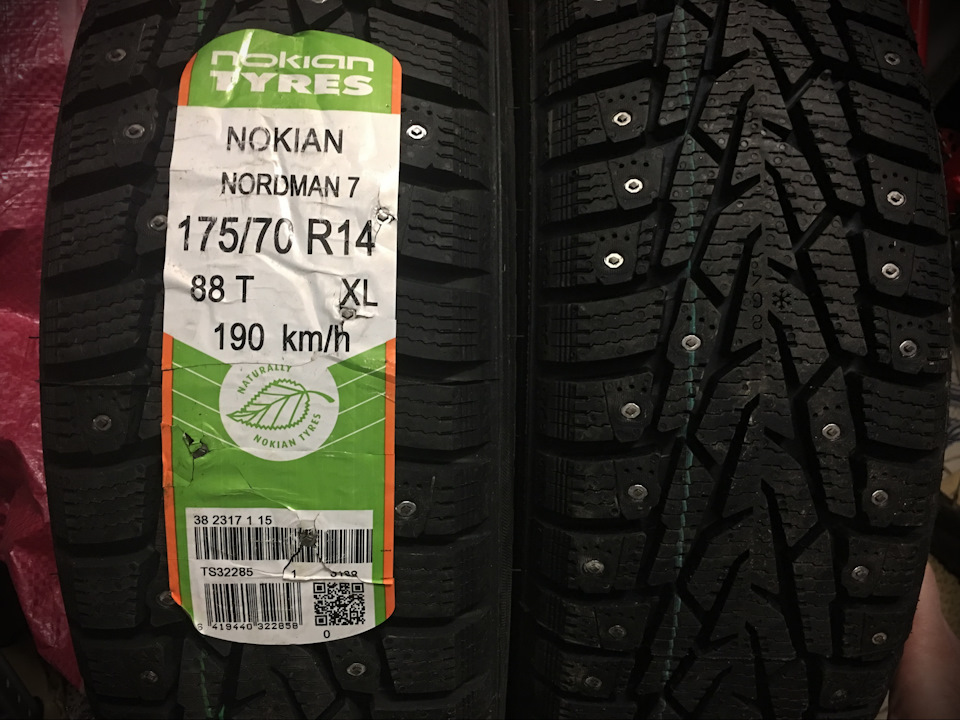 nokian
TYRES
NOKIAN
NORDMAN 7
175/70 R14
88 T XL
190 km/h
NATURALLY
NOKIAN TYRES
38 2317 1 15
TS32285 1
6 419440 322858
0